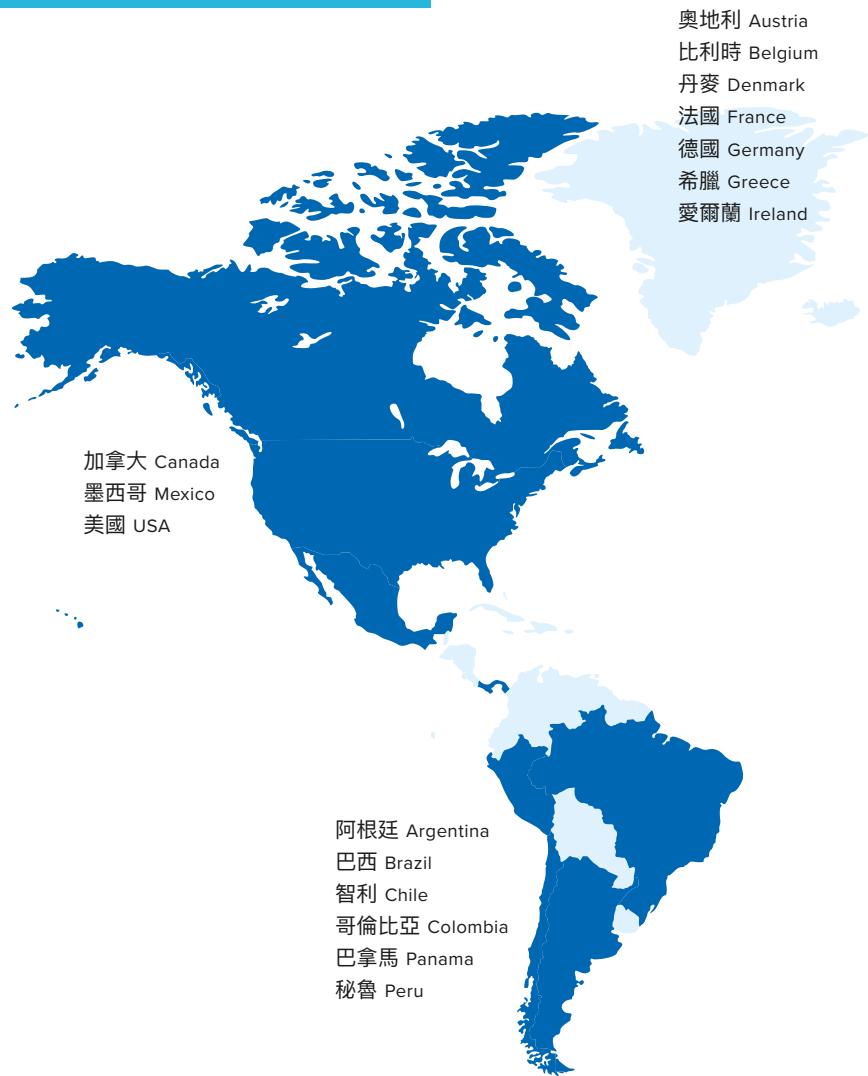 奧地利 Austria
比利時 Belgium
丹麥 Denmark
法國 France
德國 Germany
希臘 Greece
愛爾蘭 Ireland
加拿大 Canada
墨西哥 Mexico
美國 USA
阿根廷 Argentina
巴西 Brazil
智利 Chile
哥倫比亞 Colombia
巴拿馬 Panama
秘魯 Peru